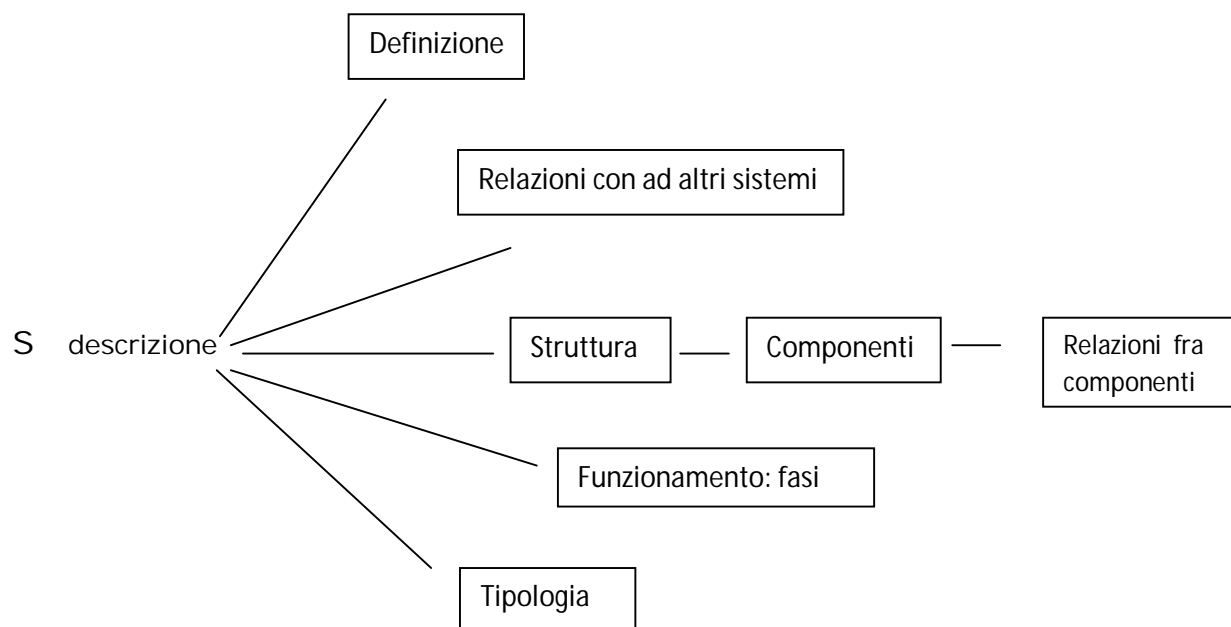 Definizione
Relazioni con ad altri sistemi
S descrizione
Struttura
Componenti
Relazioni fra
componenti
Funzionamento: fasi
Tipologia